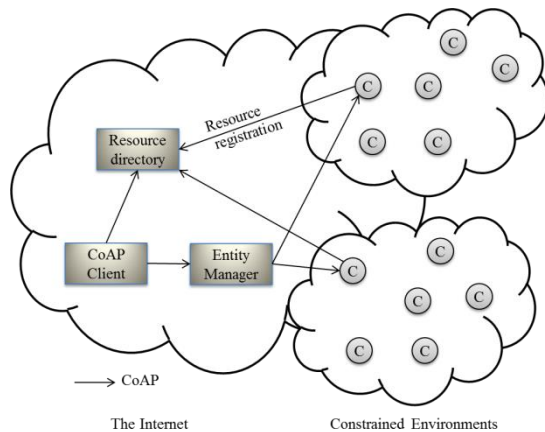 C
C
C
C
C
C
Resource
registration
Resource
directory
CoAP
Client
Entity
Manager
C
C
C
C
C
C
CoAP
The Internet
Constrained Environments